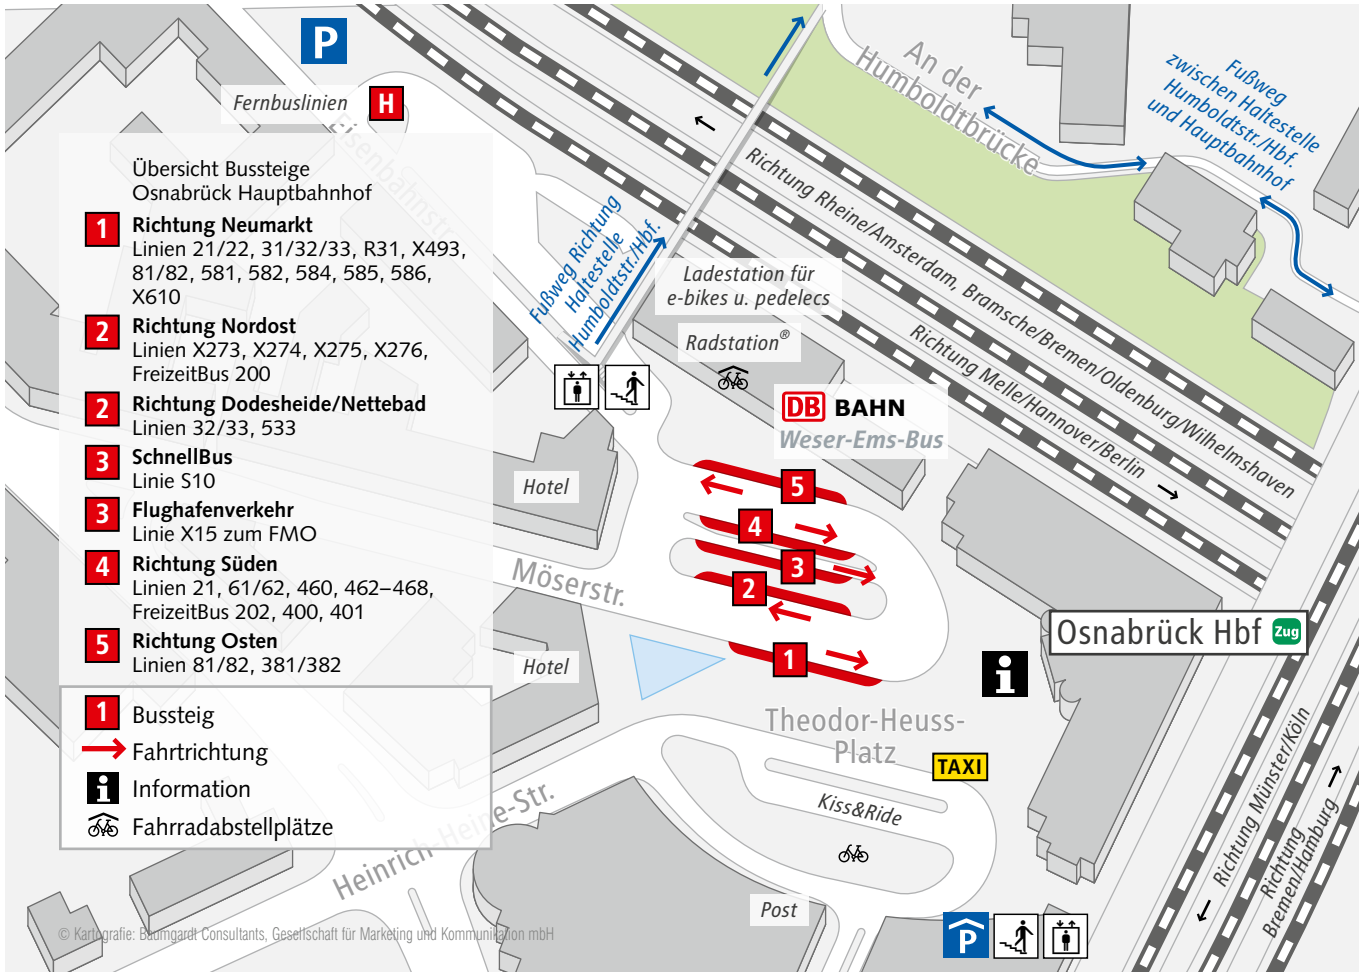 P
Fernbuslinien
H
Eisenbahnstr.
An der
Humboldtbrücke
Fußweg
zwischen Haltestelle
Humboldtstr./Hbf.
und Hauptbahnhof
Übersicht Bussteige
Osnabrück Hauptbahnhof
1 Richtung Neumarkt
Linien 21/22, 31/32/33, R31, X493,
81/82, 581, 582, 584, 585, 586,
X610
2 Richtung Nordost
Linien X273, X274, X275, X276,
FreizeitBus 200
2 Richtung Dodesheide/Nettebad
Linien 32/33, 533
3 SchnellBus
Linie S10
3 Flughafenverkehr
Linie X15 zum FMO
4 Richtung Süden
Linien 21, 61/62, 460, 462–468,
FreizeitBus 202, 400, 401
5 Richtung Osten
Linien 81/82, 381/382
1 Bussteig
Fahrtrichtung
i Information
Fahrradabstellplätze
Fußweg Richtung
Haltestelle
Humboldtstr./Hbf.
Ladestation für
e-bikes u. pedelecs
Radstation®
Richtung Rheine/Amsterdam, Bramsche/Bremen/Oldenburg/Wilhelmshaven
Richtung Melle/Hannover/Berlin
DB BAHN
Weser-Ems-Bus
Hotel
5
4
3
2
1
Möserstr.
Hotel
Osnabrück Hbf Zug
i
Theodor-Heuss-
Platz
TAXI
Kiss&Ride
Heinrich-Heine-Str.
Post
P
Richtung Münster/Köln
Richtung
Bremen/Hamburg
© Kartografie: Baumgardt Consultants, Gesellschaft für Marketing und Kommunikation mbH